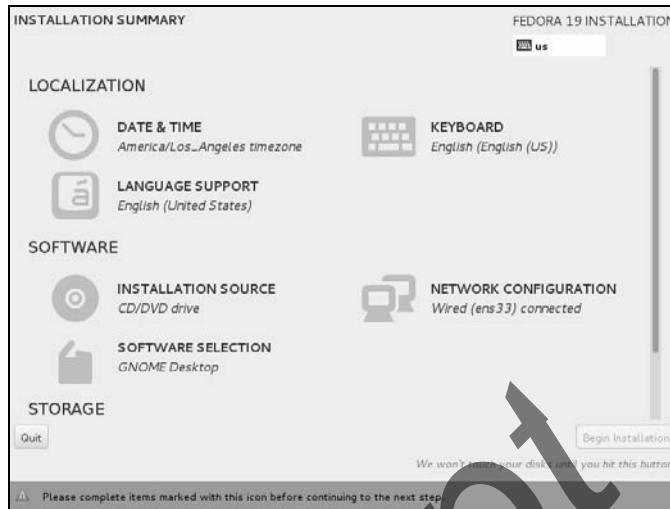 INSTALLATION SUMMARY
FEDORA 19 INSTALLATION
us
LOCALIZATION
DATE & TIME
America/Los_Angeles timezone
KEYBOARD
English (English (US))
LANGUAGE SUPPORT
English (United States)
SOFTWARE
INSTALLATION SOURCE
CD/DVD drive
NETWORK CONFIGURATION
Wired (ens33) connected
SOFTWARE SELECTION
GNOME Desktop
STORAGE
Quit
Begin Installation
We won't touch your disks until you hit this button
Please complete items marked with this icon before continuing to the next step.